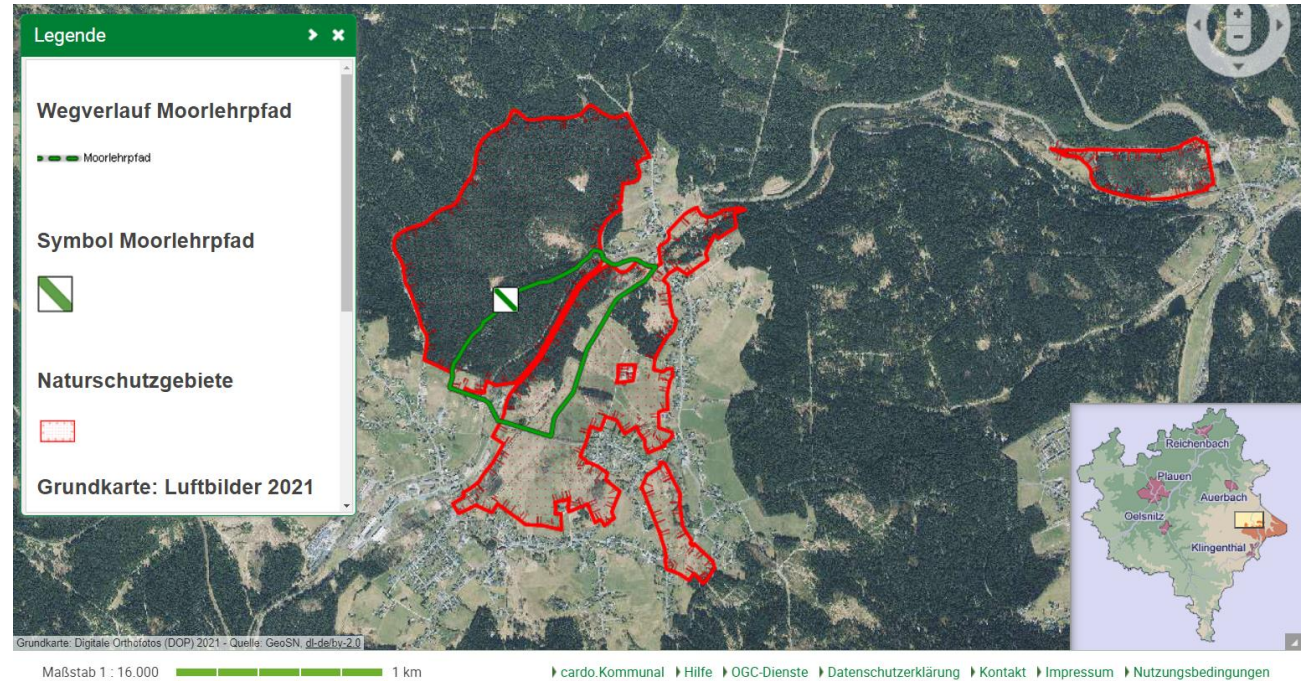 Legende
Wegverlauf Moorlehrpfad
Moorlehrpfad
Symbol Moorlehrpfad
Naturschutzgebiete
Grundkarte: Luftbilder 2021
Reichenbach
Plauen
Auerbach
Oelsnitz
Klingenthal
Grundkarte: Digitale Orthofotos (DOP) 2021 - Quelle: GeoSN, dl-de/by-2.0
Maßstab 1 : 16.000 1 km cardo.Kommunal Hilfe OGC-Dienste Datenschutzerklärung Kontakt Impressum Nutzungsbedingungen